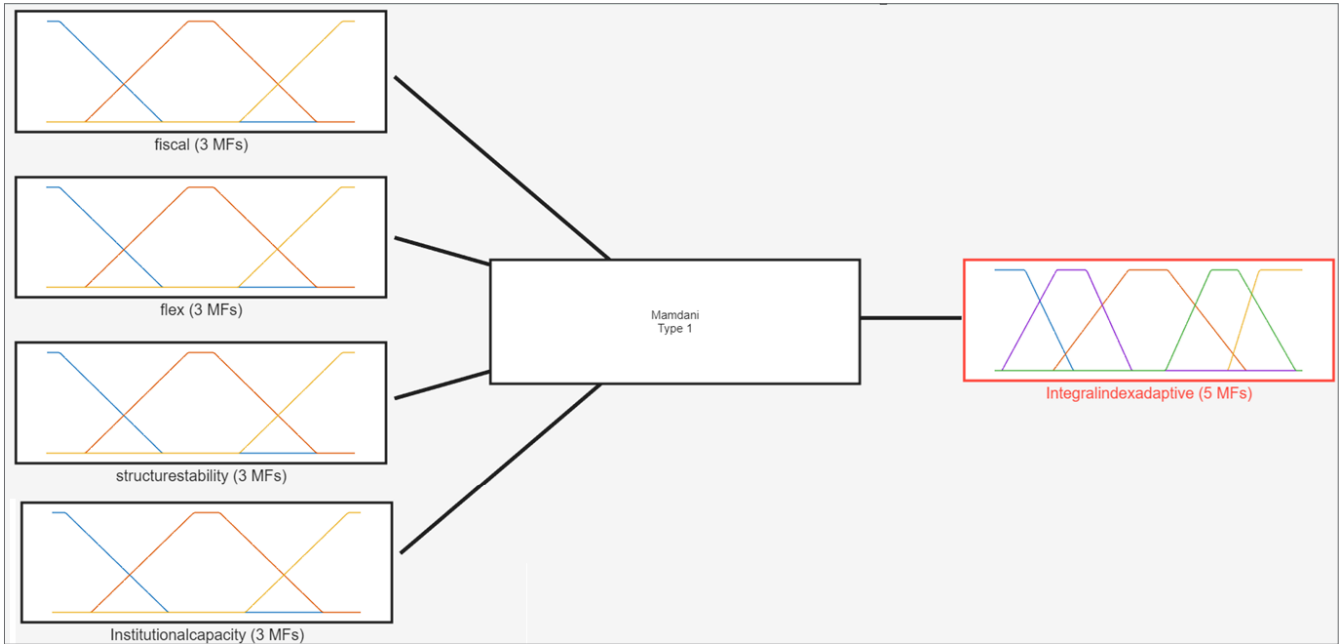 fiscal (3 MFs)
flex (3 MFs)
structurestability (3 MFs)
Institutionalcapacity (3 MFs)
Mamdani
Type 1
Integralindexadaptive (5 MFs)